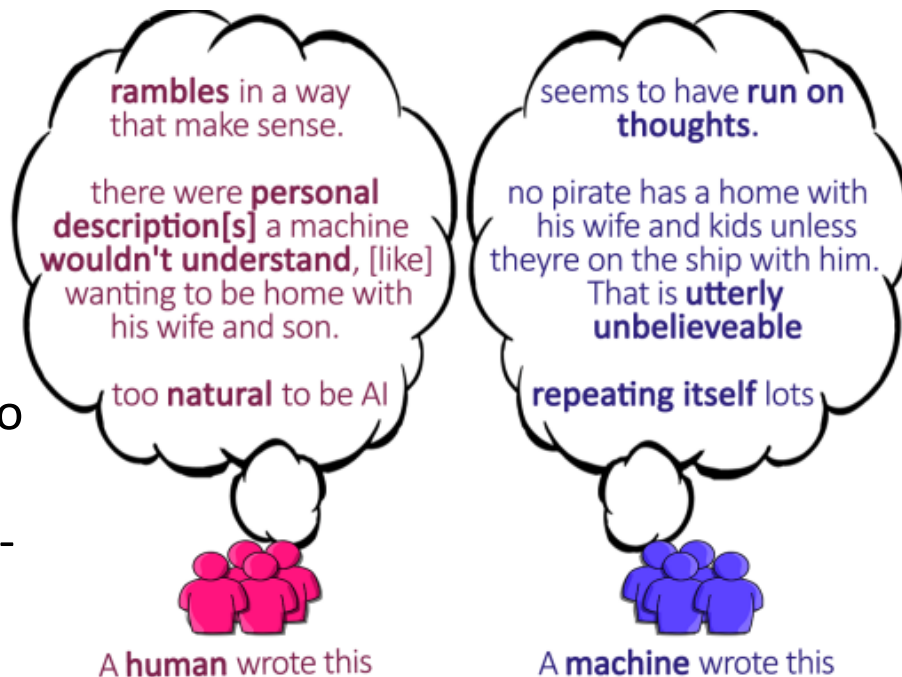 rambles in a way
that make sense.
there were personal
description[s] a machine
wouldn't understand, [like]
wanting to be home with
his wife and son.
too natural to be AI
A human wrote this
seems to have run on
thoughts.
no pirate has a home with
his wife and kids unless
theyre on the ship with him.
That is utterly
unbelieveable
repeating itself lots
A machine wrote this
o
-